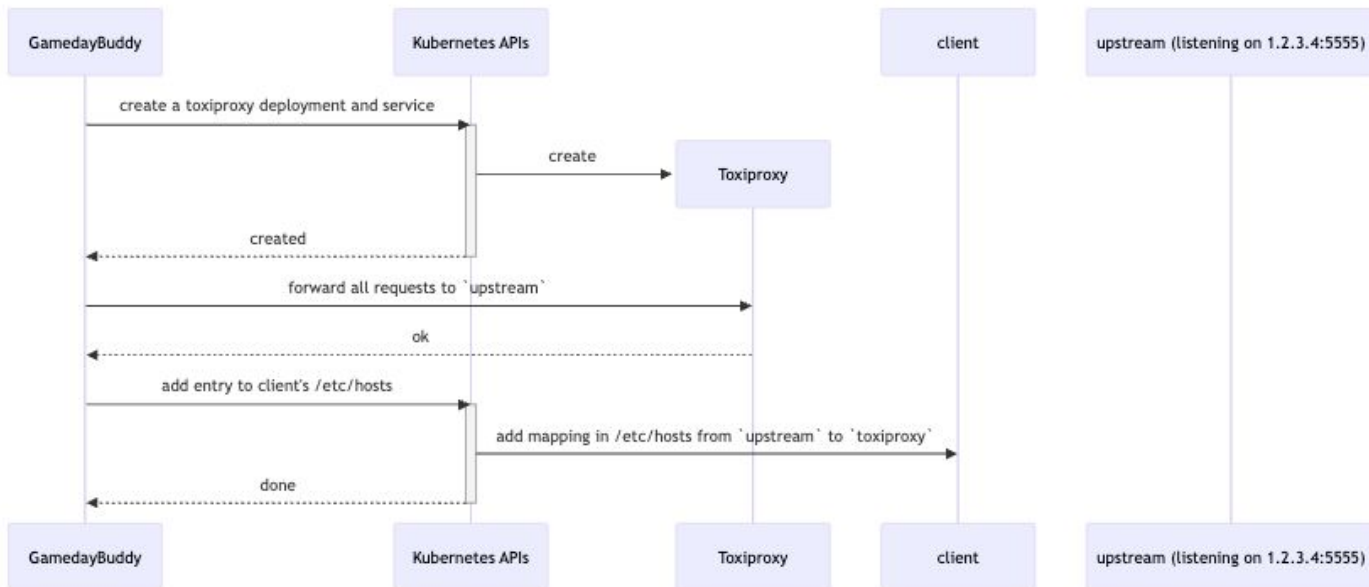 GamedayBuddy
Kubernetes APIs
client
upstream (listening on 1.2.3.4:5555)
create a toxiproxy deployment and service
create
Toxiproxy
created
forward all requests to `upstream`
ok
add entry to client's /etc/hosts
add mapping in /etc/hosts from `upstream` to `toxiproxy`
done
GamedayBuddy
Kubernetes APIs
Toxiproxy
client
upstream (listening on 1.2.3.4:5555)